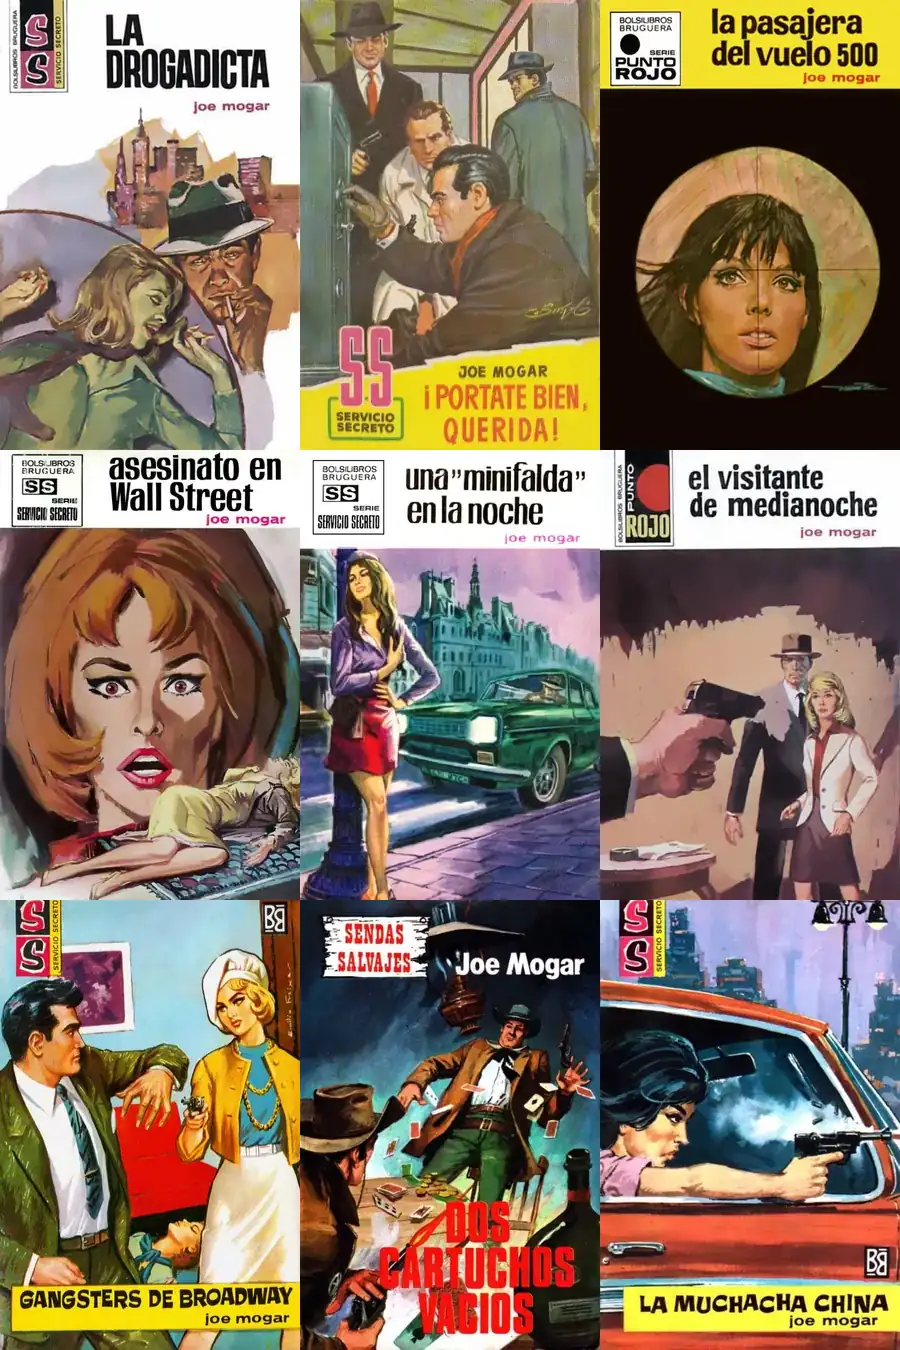 BOLSILIBROS BRUGUERA
SS
SERVICIO SECRETO
LA
DROGADICTA
joe mogar
JOE MOGAR
¡PORTATE BIEN,
QUERIDA!
S.S
SERVICIO
SECRETO
BOLSILIBROS
BRUGUERA
SERIE
PUNTO
ROJO
la pasajera
del vuelo 500
joe mogar
BOLSILIBROS
BRUGUERA
SS
SERIE
SERVICIO SECRETO
asesinato en
Wall Street
joe mogar
BOLSILIBROS
BRUGUERA
SS
SERIE
SERVICIO SECRETO
una "minifalda"
en la noche
joe mogar
BOLSILIBROS BRUGUERA
PUNTO
ROJO
el visitante
de medianoche
joe mogar
SS
SERVICIO SECRETO
BB
GANGSTERS DE BROADWAY
joe mogar
SENDAS
SALVAJES
Joe Mogar
DOS
CARTUCHOS
VACIOS
SS
SERVICIO SECRETO
BB
LA MUCHACHA CHINA
joe mogar